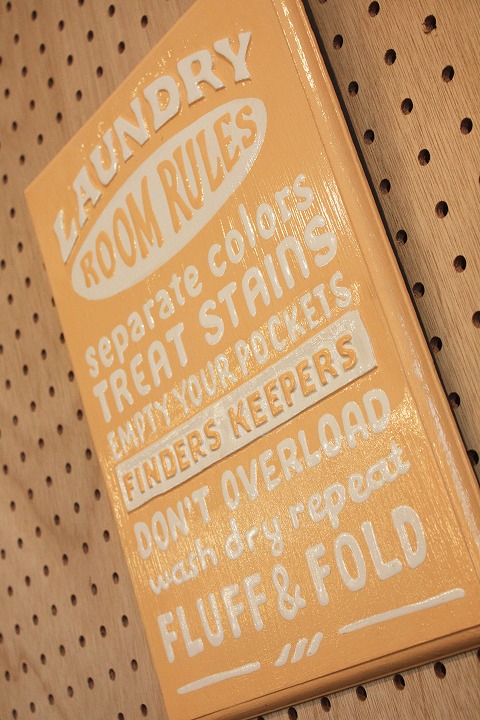 LAUNDRY
ROOM RULES
separate colors
TREAT STAINS
EMPTY YOUR POCKETS
FINDERS KEEPERS
DON'T OVERLOAD
wash dry repeat
FLUFF & FOLD